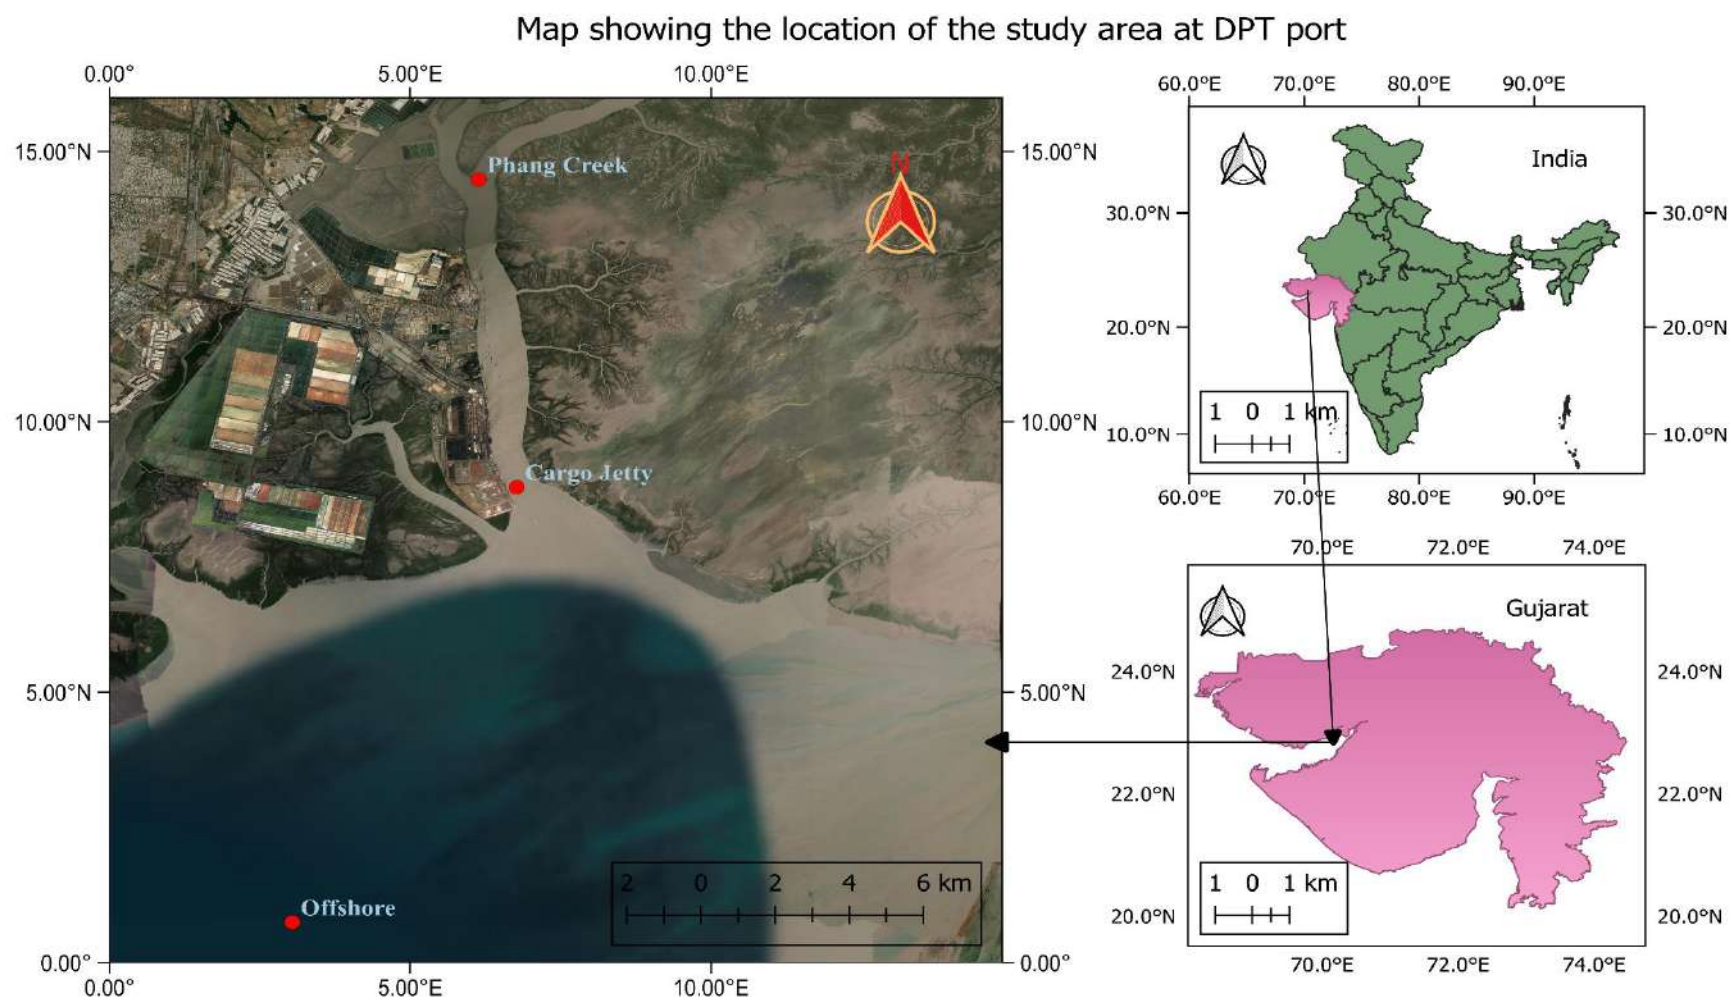 Map showing the location of the study area at DPT port
0.00° 5.00°E 10.00°E
15.00°N 15.00°N
Phang Creek
N
10.00°N 10.00°N
Cargo Jetty
5.00°N 5.00°N
2 0 2 4 6 km
Offshore
0.00° 0.00°
0.00° 5.00°E 10.00°E
60.0°E 70.0°E 80.0°E 90.0°E
India
30.0°N 30.0°N
20.0°N 20.0°N
1 0 1 km
10.0°N 10.0°N
60.0°E 70.0°E 80.0°E 90.0°E
70.0°E 72.0°E 74.0°E
Gujarat
24.0°N 24.0°N
22.0°N 22.0°N
1 0 1 km
20.0°N 20.0°N
70.0°E 72.0°E 74.0°E